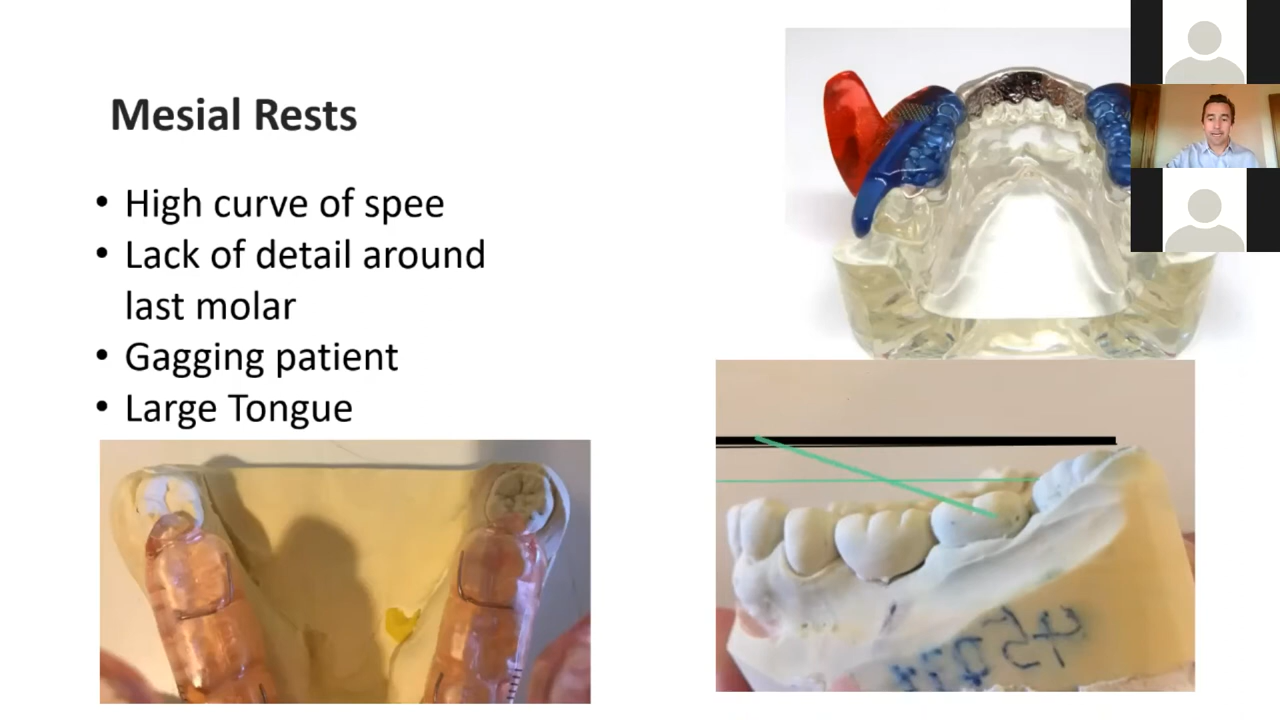 Mesial Rests
• High curve of spee
• Lack of detail around
last molar
• Gagging patient
• Large Tongue